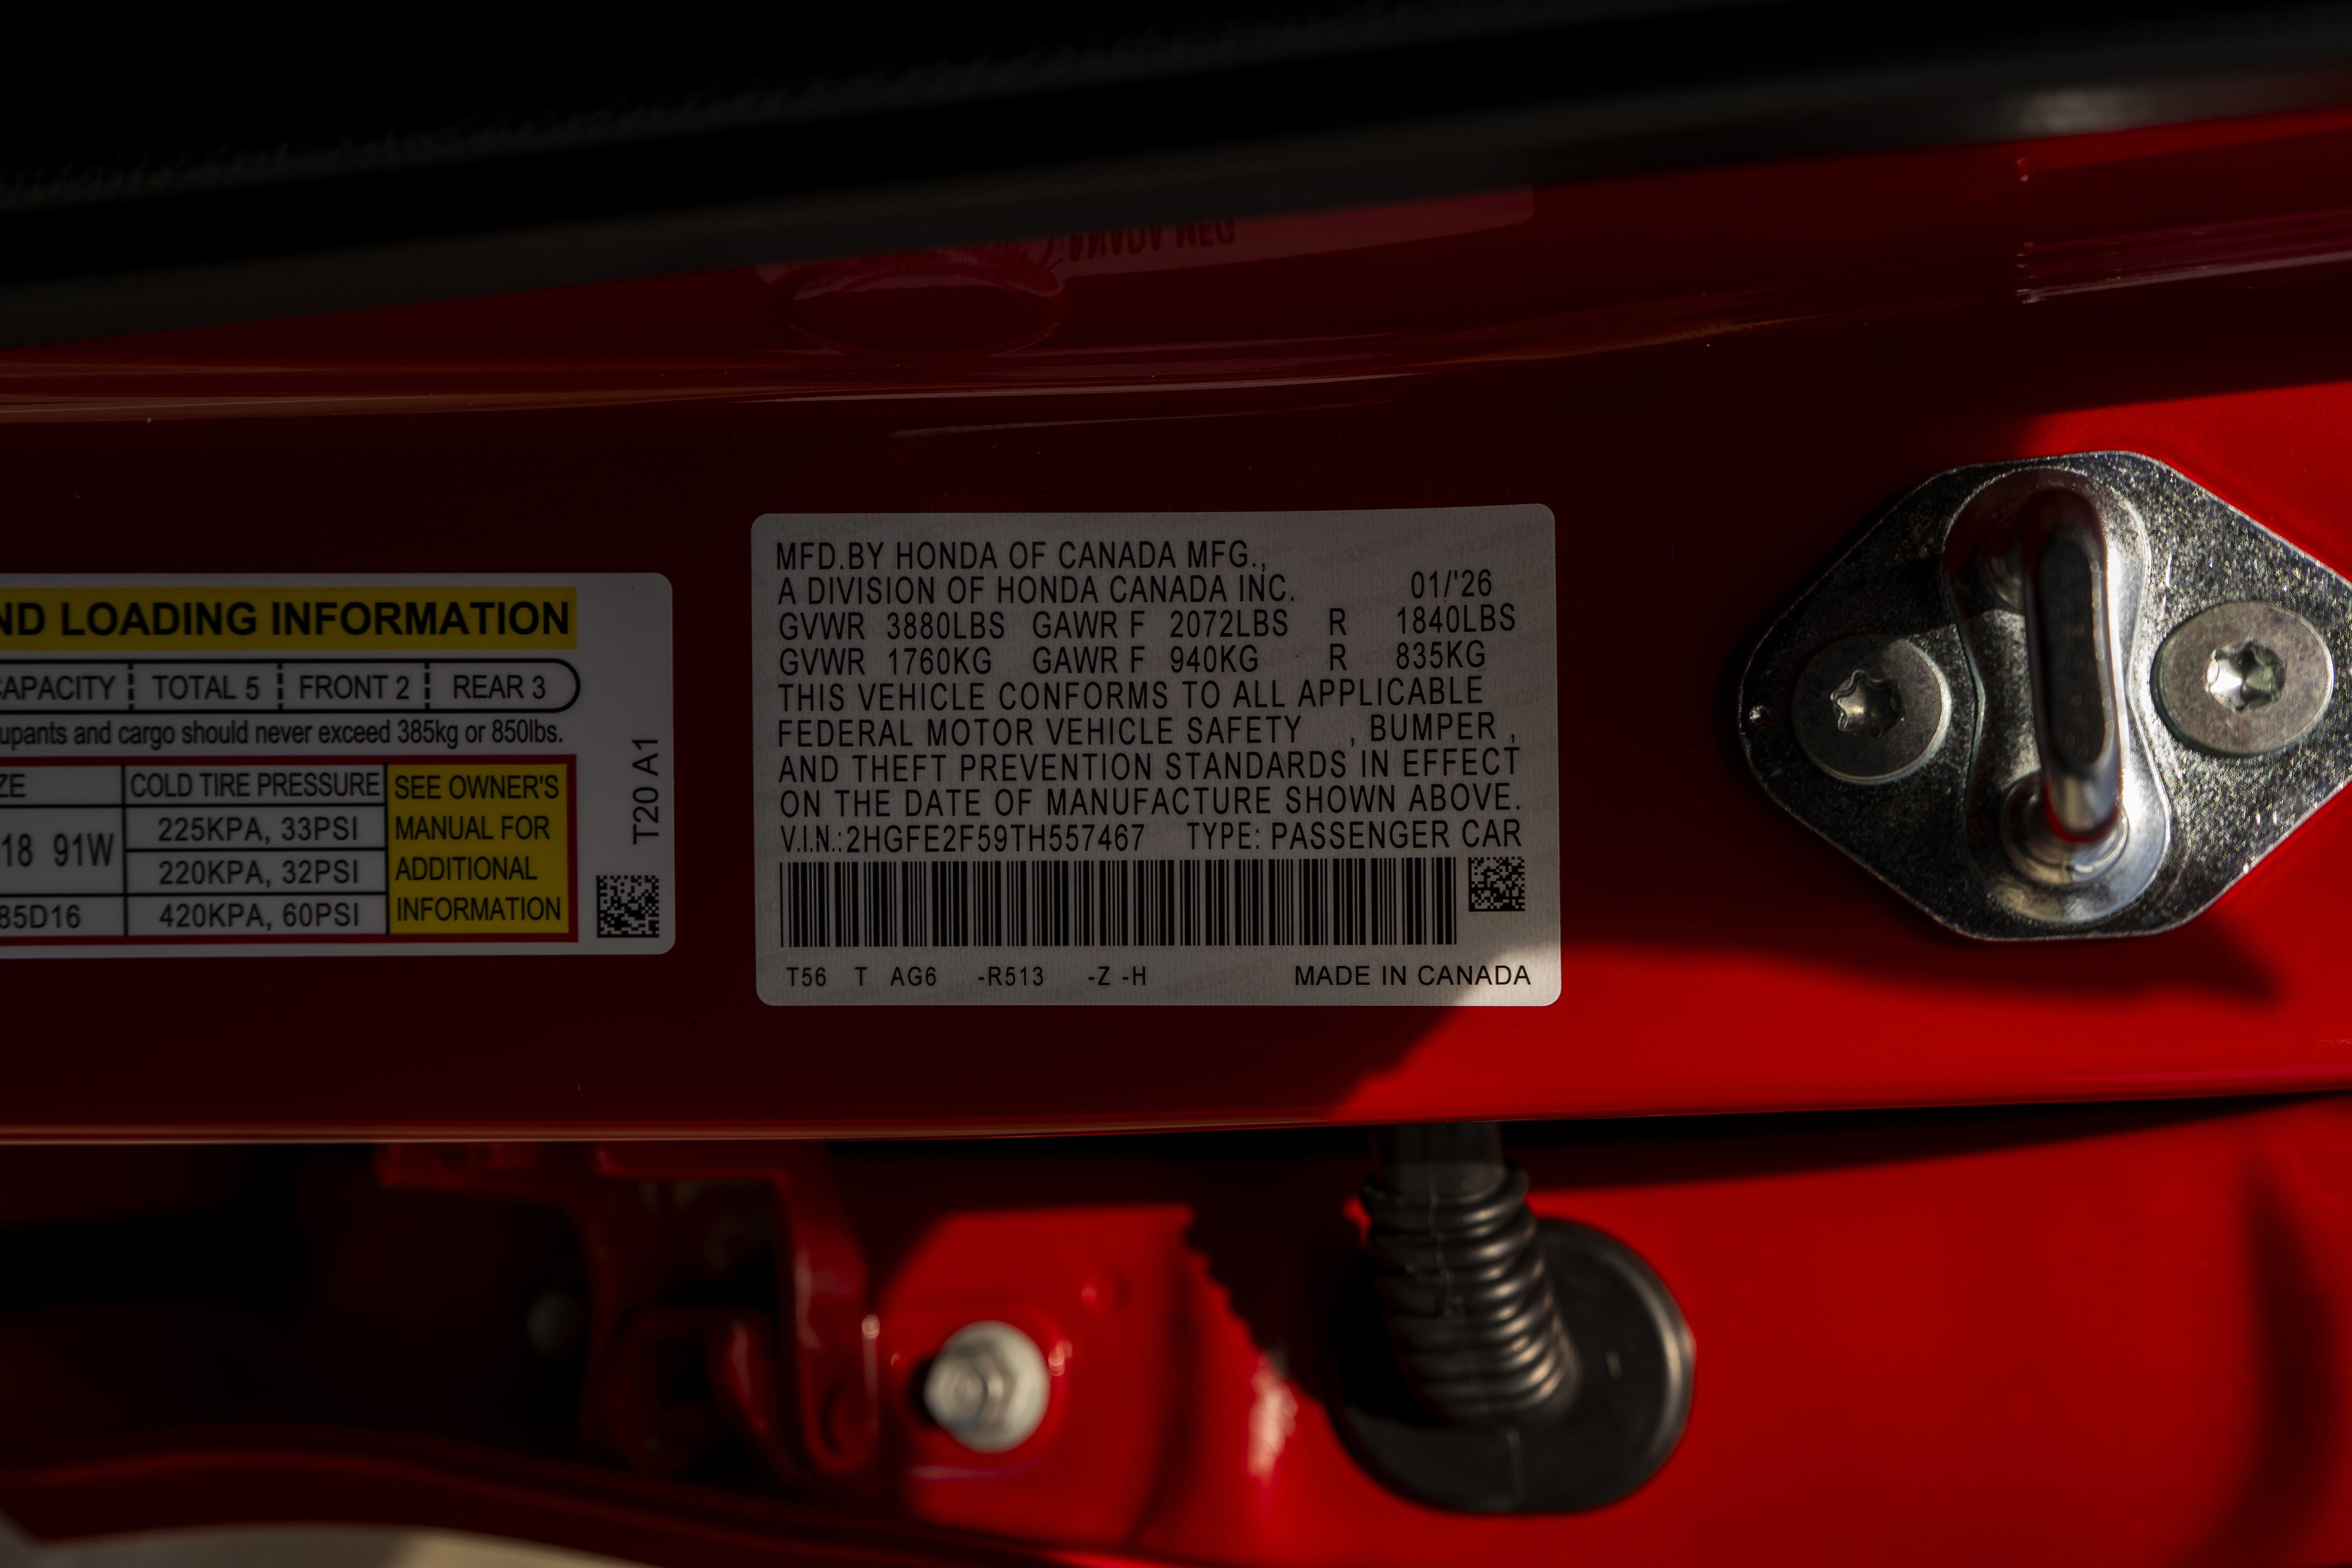 ND LOADING INFORMATION
CAPACITY TOTAL 5 FRONT 2 REAR 3
upants and cargo should never exceed 385kg or 850lbs.
ZE COLD TIRE PRESSURE SEE OWNER'S
MANUAL FOR
ADDITIONAL
INFORMATION
18 91W 225KPA, 33PSI
220KPA, 32PSI
85D16 420KPA, 60PSI
T20 A1
MFD.BY HONDA OF CANADA MFG.,
A DIVISION OF HONDA CANADA INC. 01/'26
GVWR 3880LBS GAWR F 2072LBS R 1840LBS
GVWR 1760KG GAWR F 940KG R 835KG
THIS VEHICLE CONFORMS TO ALL APPLICABLE
FEDERAL MOTOR VEHICLE SAFETY , BUMPER ,
AND THEFT PREVENTION STANDARDS IN EFFECT
ON THE DATE OF MANUFACTURE SHOWN ABOVE.
V.I.N.:2HGFE2F59TH557467 TYPE: PASSENGER CAR
T56 T AG6 -R513 -Z -H MADE IN CANADA